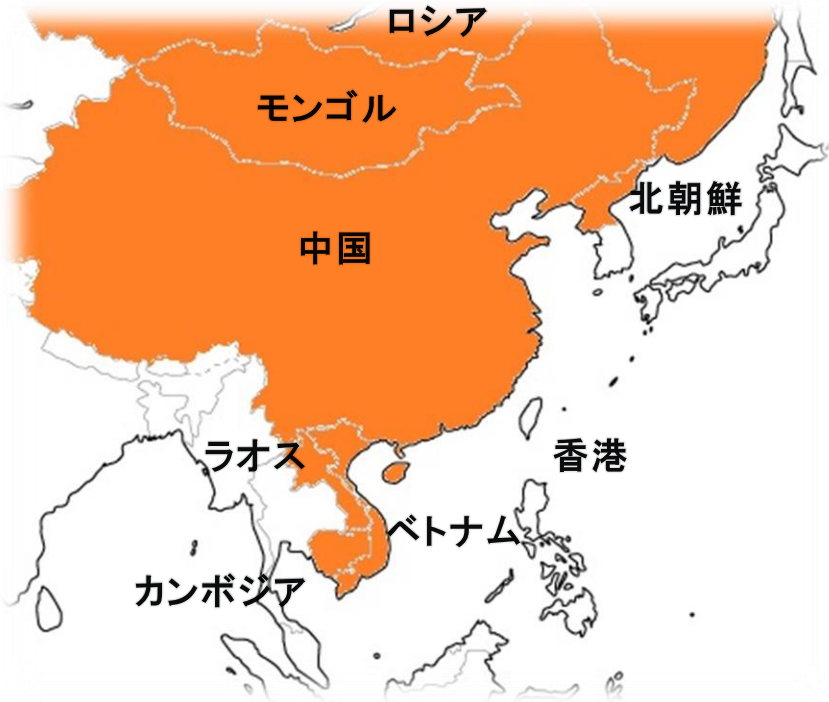 ロシア
モンゴル
北朝鮮
中国
ラオス
香港
ベトナム
カンボジア